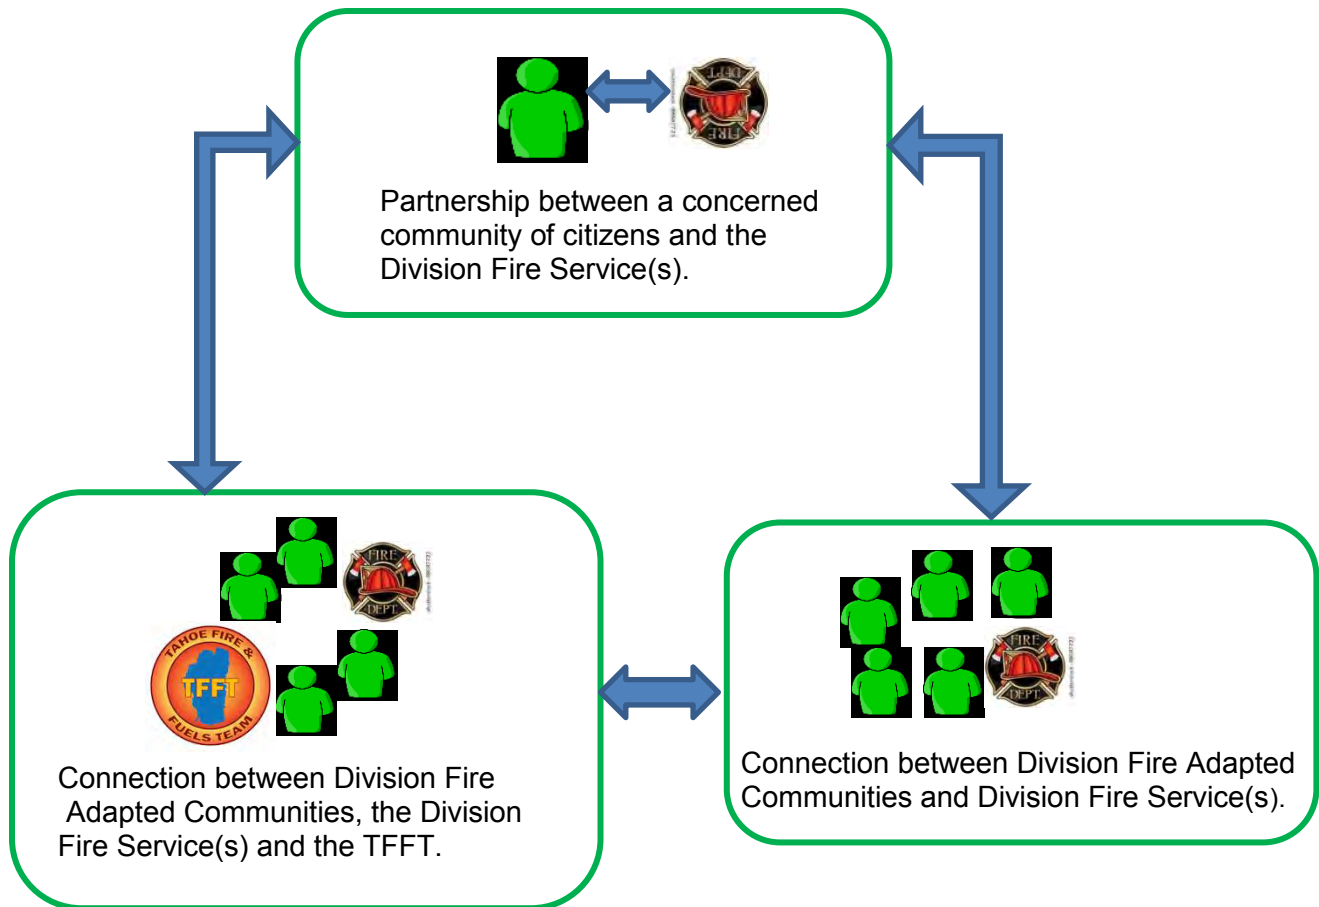 DEPT.
FIRE
Partnership between a concerned
community of citizens and the
Division Fire Service(s).
FIRE
DEPT.
TAHOE FIRE &
TFFT
FUELS TEAM
Connection between Division Fire
Adapted Communities, the Division
Fire Service(s) and the TFFT.
FIRE
DEPT.
Connection between Division Fire Adapted
Communities and Division Fire Service(s).